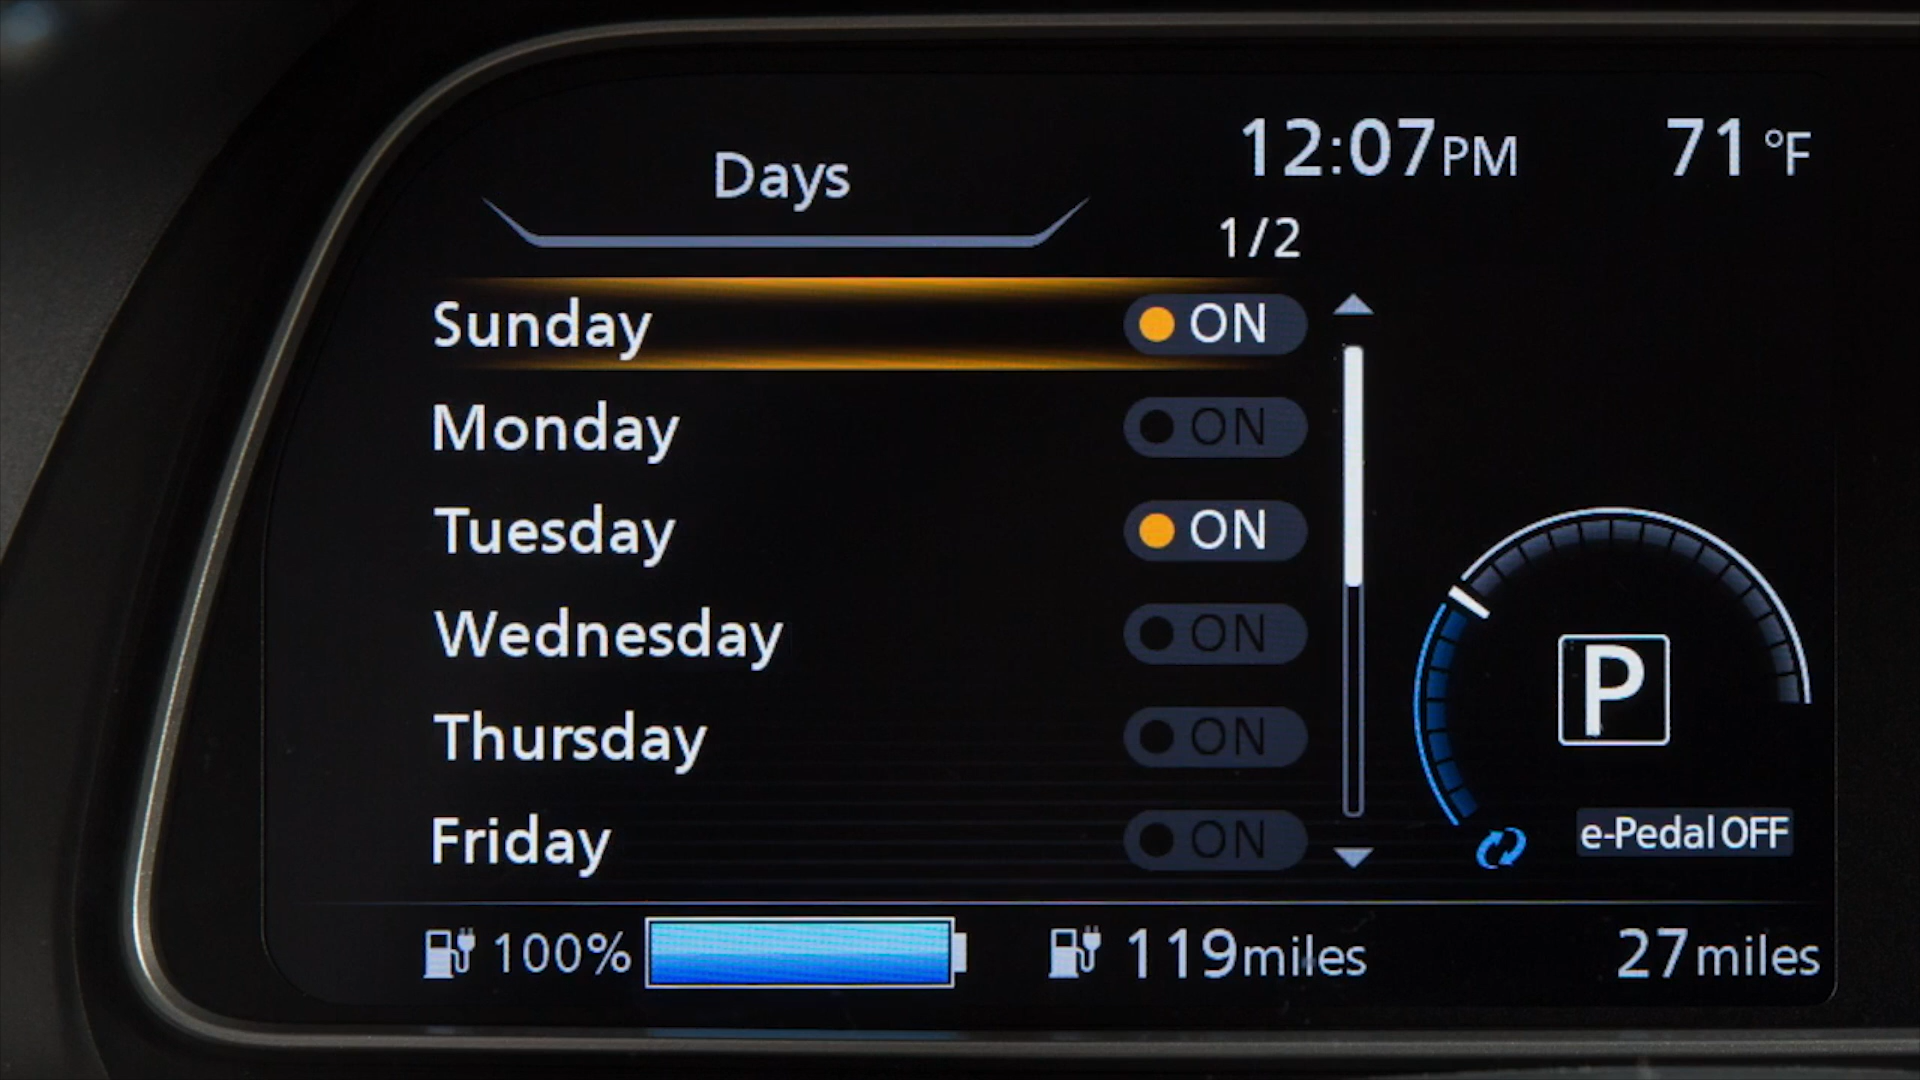 Days
12:07PM
71 °F
1/2
Sunday ON
Monday ON
Tuesday ON
Wednesday ON
Thursday ON
Friday ON
P
e-Pedal OFF
100%
119miles
27miles